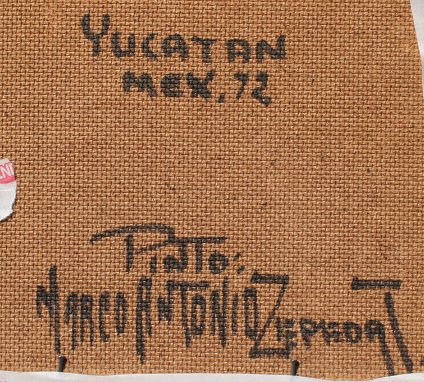 YUCATAN
MEX. 72
PINTO:
MARCO ANTONIO ZEPEDA J